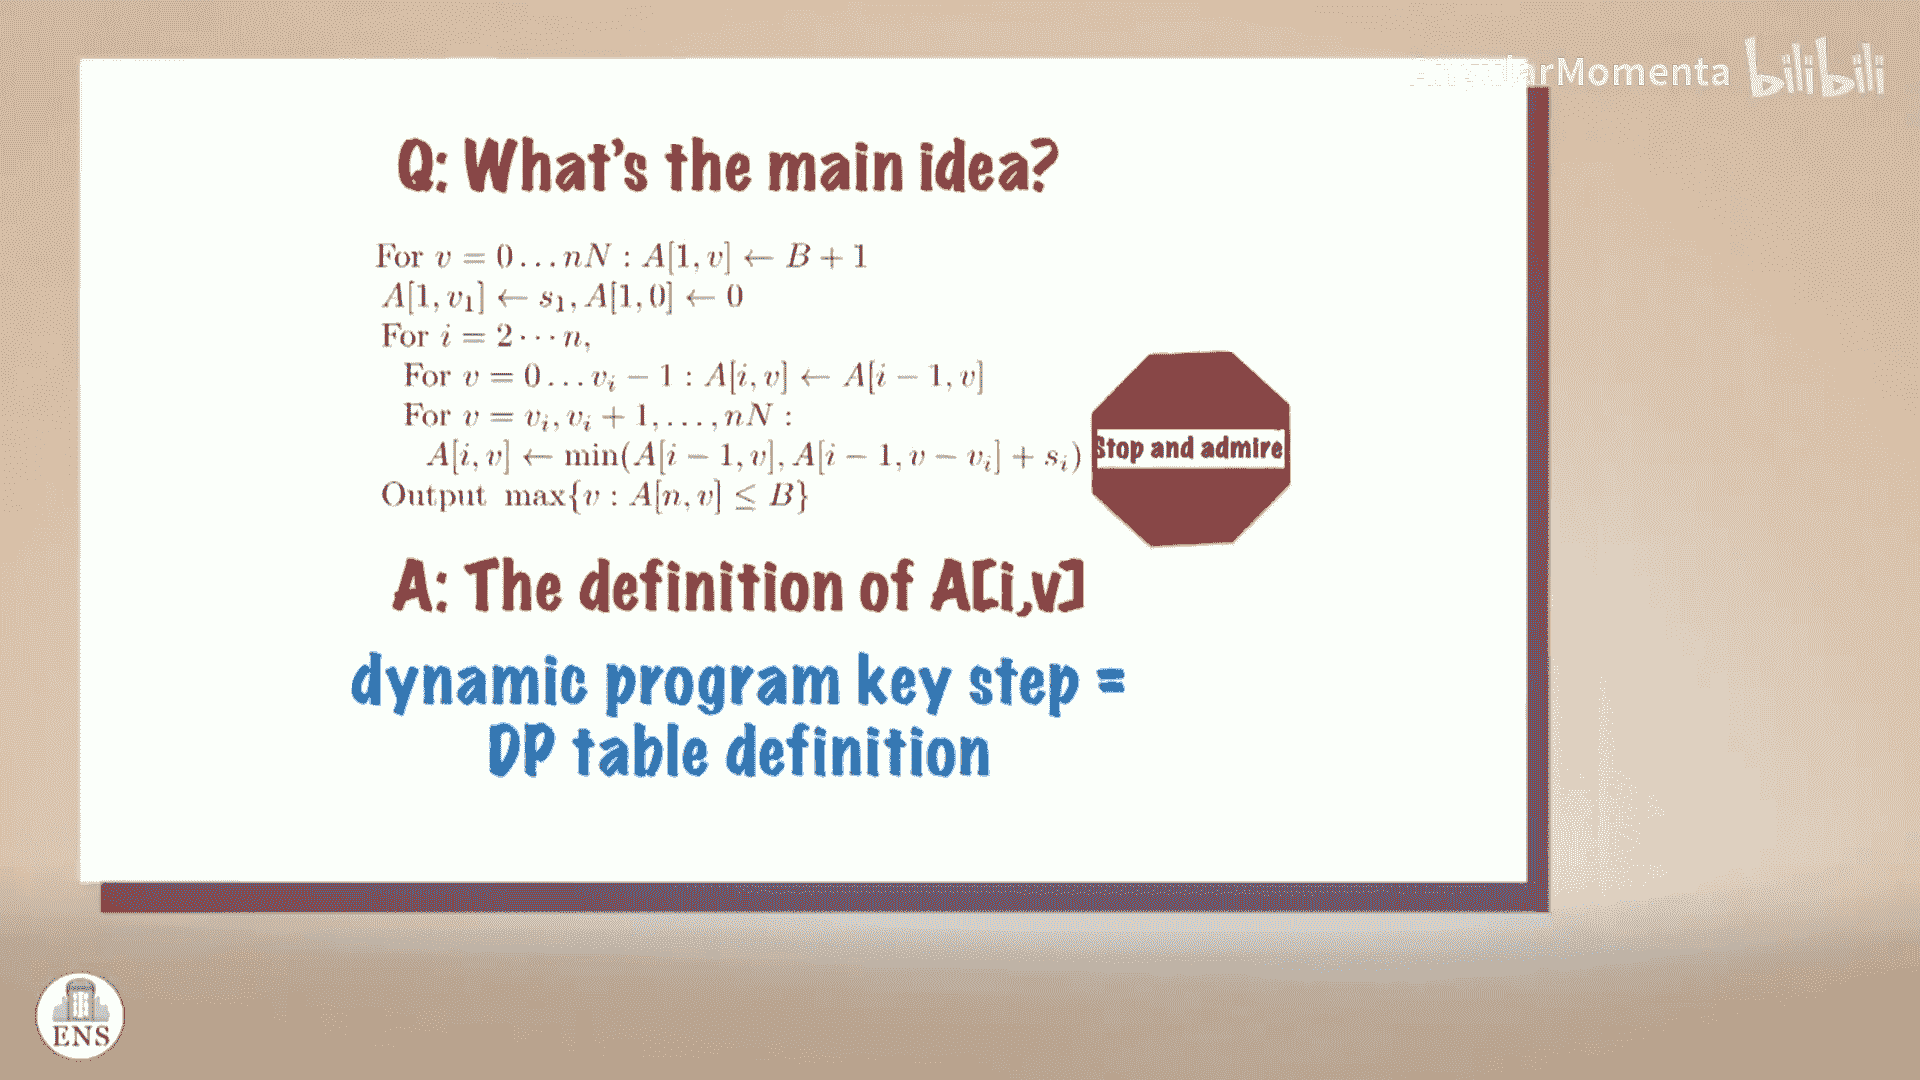 Momenta bilibili
Q: What's the main idea?
For v = 0...nN : A[1, v] ← B + 1
A[1, v₁] ← s₁, A[1, 0] ← 0
For i = 2⋯n,
For v = 0...vᵢ − 1 : A[i, v] ← A[i − 1, v]
For v = vᵢ, vᵢ + 1, ..., nN :
A[i, v] ← min(A[i − 1, v], A[i − 1, v − vᵢ] + sᵢ)
Stop and admire
Output max{v : A[n, v] ≤ B}
A: The definition of A[i,v]
dynamic program key step =
DP table definition
ENS